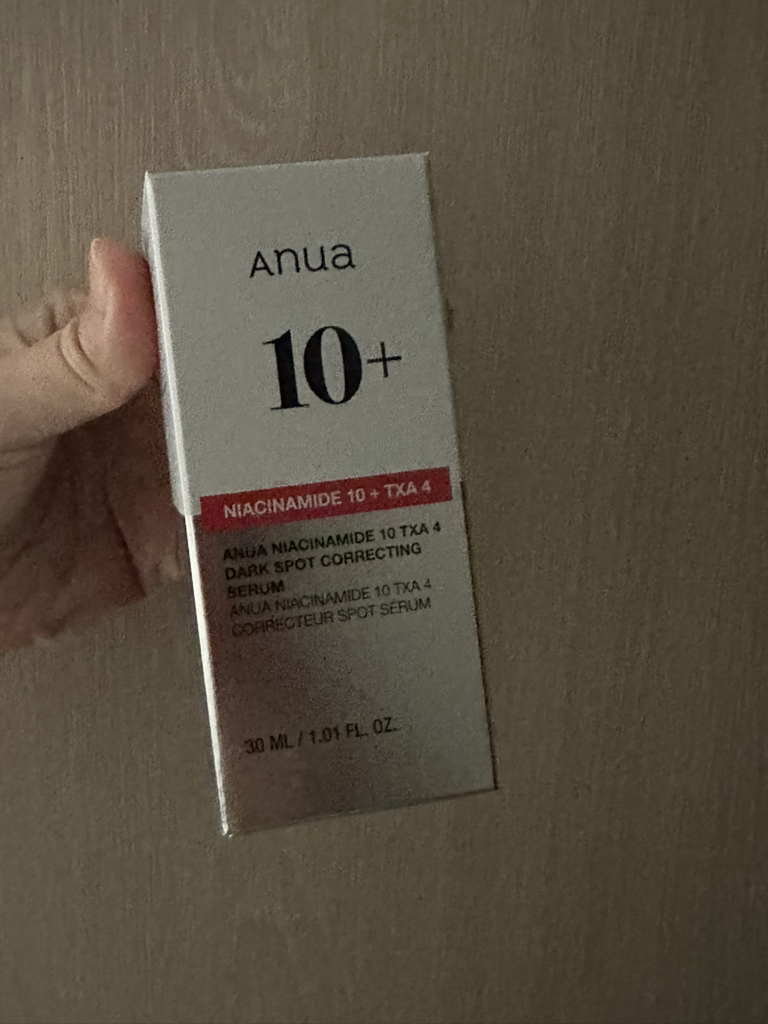 Anua
10+
NIACINAMIDE 10 + TXA 4
ANUA NIACINAMIDE 10 TXA 4
DARK SPOT CORRECTING
SERUM
ANUA NIACINAMIDE 10 TXA 4
CORRECTEUR SPOT SÉRUM
30 ML / 1.01 FL. OZ.